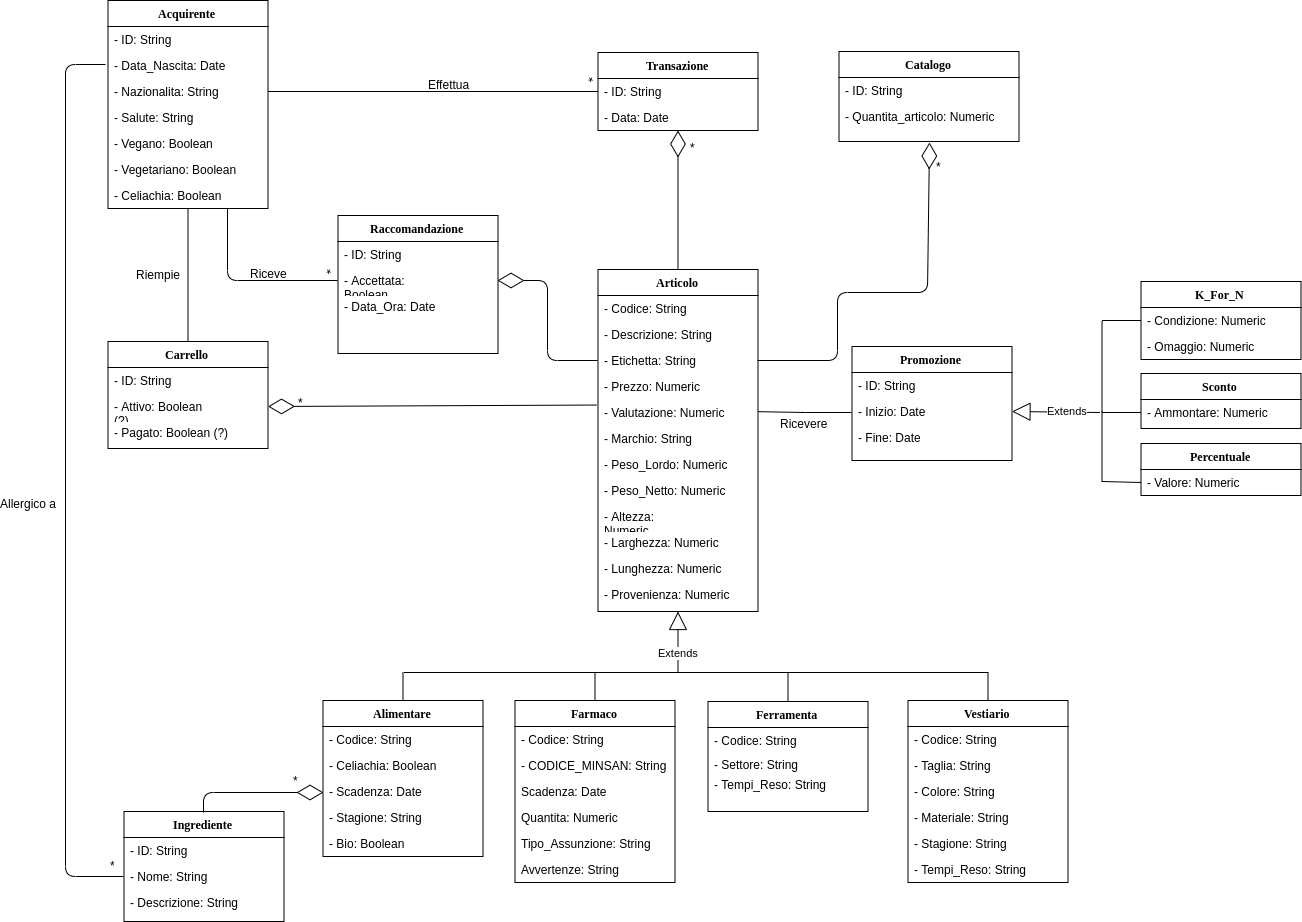 Acquirente
- ID: String
- Data_Nascita: Date
- Nazionalita: String
- Salute: String
- Vegano: Boolean
- Vegetariano: Boolean
- Celiachia: Boolean
Effettua
*
Transazione
- ID: String
- Data: Date
*
Catalogo
- ID: String
- Quantita_articolo: Numeric
*
Riempie
Riceve
*
Raccomandazione
- ID: String
- Accettata:
Boolean
- Data_Ora: Date
Carrello
- ID: String
- Attivo: Boolean
(?)
- Pagato: Boolean (?)
*
Articolo
- Codice: String
- Descrizione: String
- Etichetta: String
- Prezzo: Numeric
- Valutazione: Numeric
- Marchio: String
- Peso_Lordo: Numeric
- Peso_Netto: Numeric
- Altezza:
Numeric
- Larghezza: Numeric
- Lunghezza: Numeric
- Provenienza: Numeric
Ricevere
Promozione
- ID: String
- Inizio: Date
- Fine: Date
Extends
K_For_N
- Condizione: Numeric
- Omaggio: Numeric
Sconto
- Ammontare: Numeric
Percentuale
- Valore: Numeric
Allergico a
*
Extends
Alimentare
- Codice: String
- Celiachia: Boolean
- Scadenza: Date
- Stagione: String
- Bio: Boolean
*
Farmaco
- Codice: String
- CODICE_MINSAN: String
Scadenza: Date
Quantita: Numeric
Tipo_Assunzione: String
Avvertenze: String
Ferramenta
- Codice: String
- Settore: String
- Tempi_Reso: String
Vestiario
- Codice: String
- Taglia: String
- Colore: String
- Materiale: String
- Stagione: String
- Tempi_Reso: String
Ingrediente
- ID: String
- Nome: String
- Descrizione: String